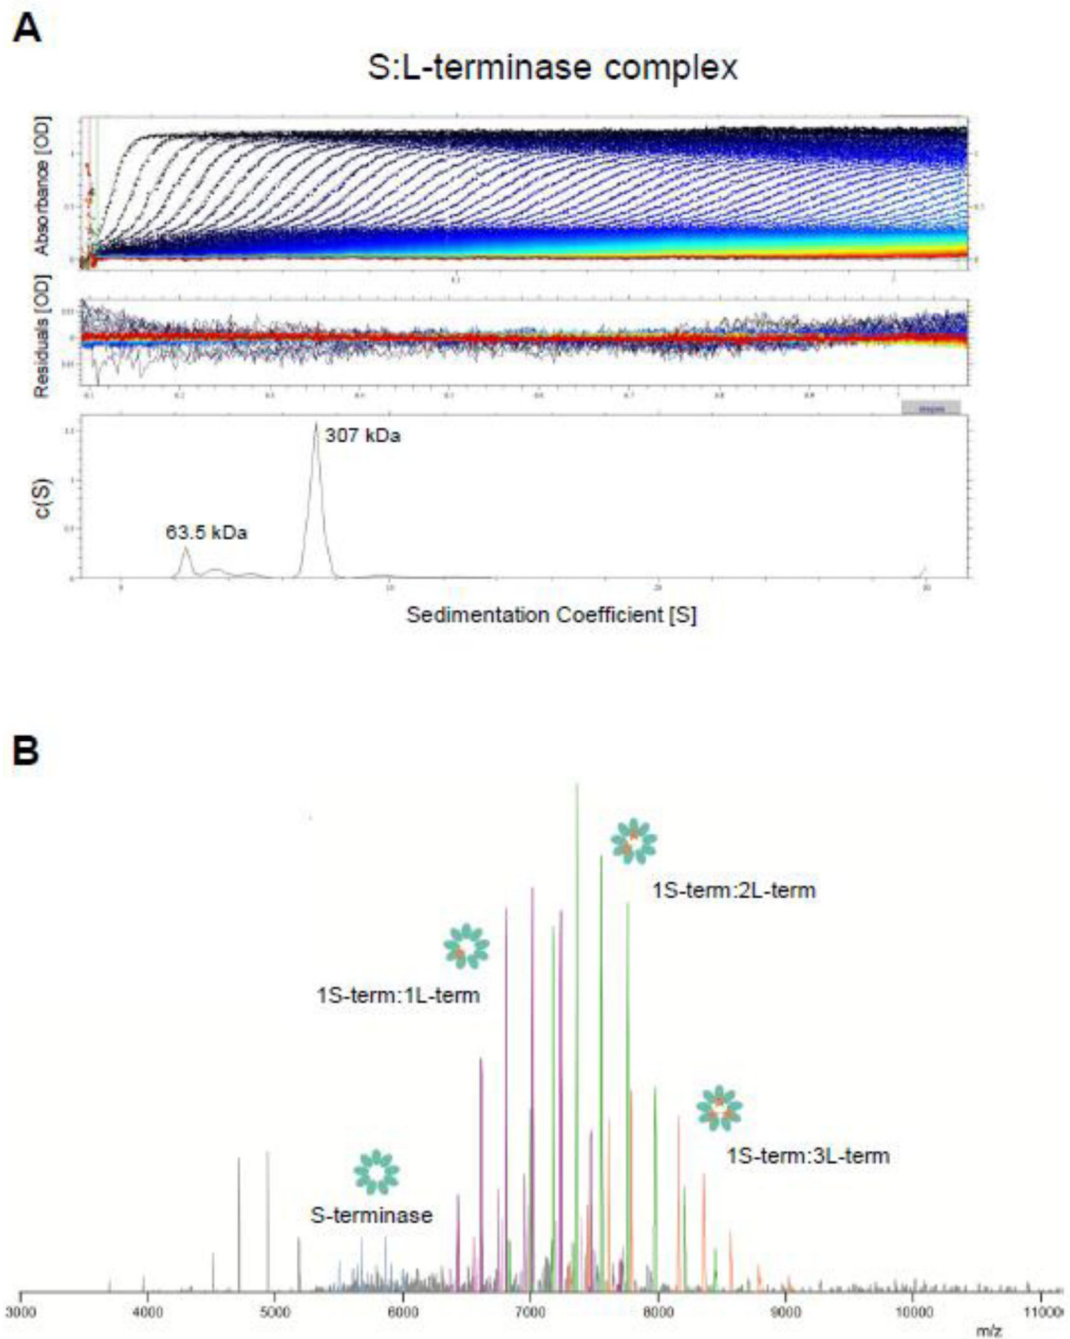 A
S:L-terminase complex
Absorbance [OD]
Residuals [OD]
307 kDa
63.5 kDa
c(S)
Sedimentation Coefficient [S]
B
1S-term:2L-term
1S-term:1L-term
1S-term:3L-term
S-terminase
3000 4000 5000 6000 7000 8000 9000 10000 11000
m/z